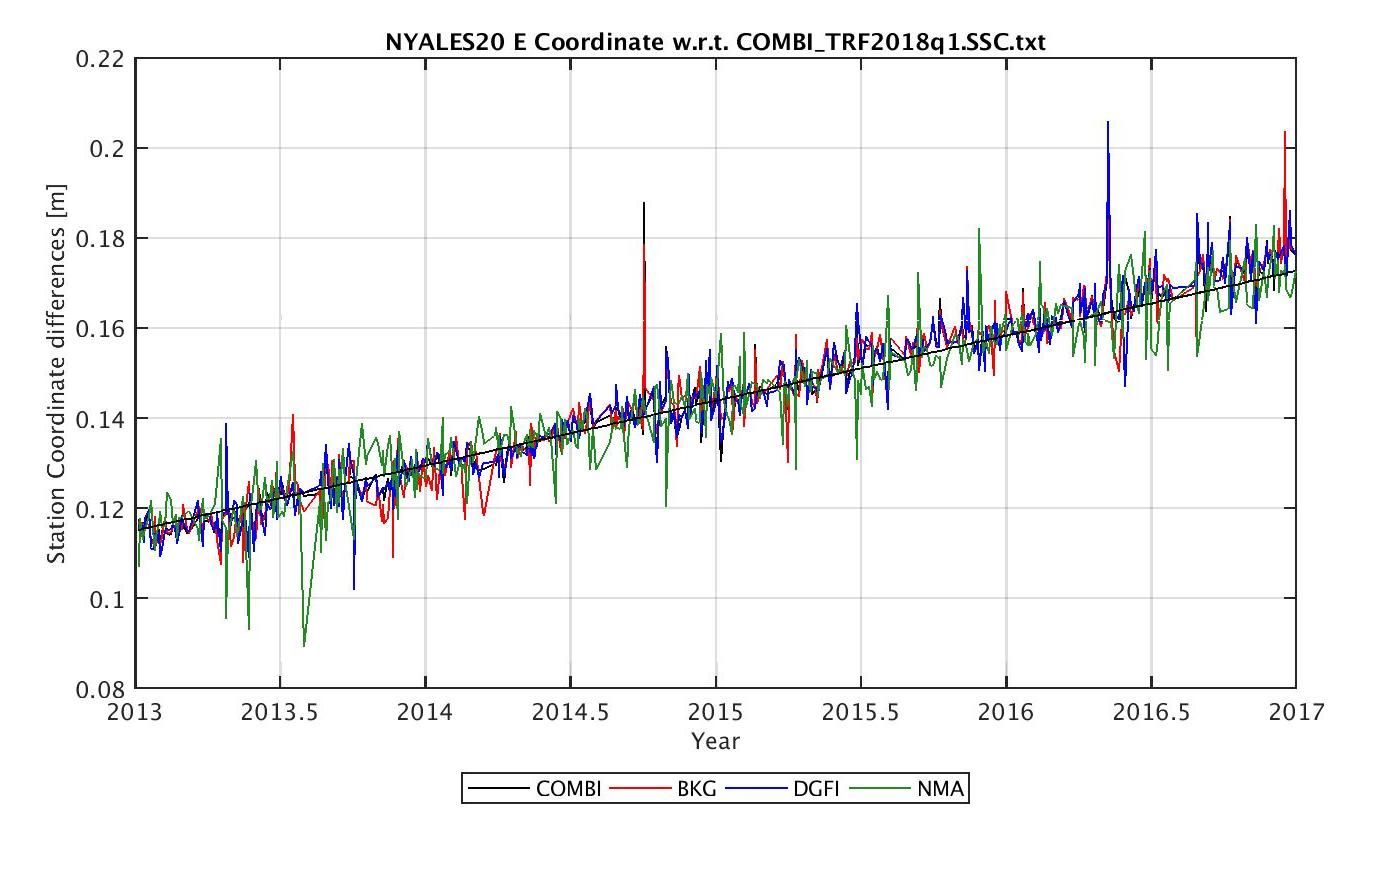 NYALES20 E Coordinate w.r.t. COMBI_TRF2018q1.SSC.txt
Station Coordinate differences [m]
0.22
0.2
0.18
0.16
0.14
0.12
0.1
0.08
2013 2013.5 2014 2014.5 2015 2015.5 2016 2016.5 2017
Year
COMBI BKG DGFI NMA